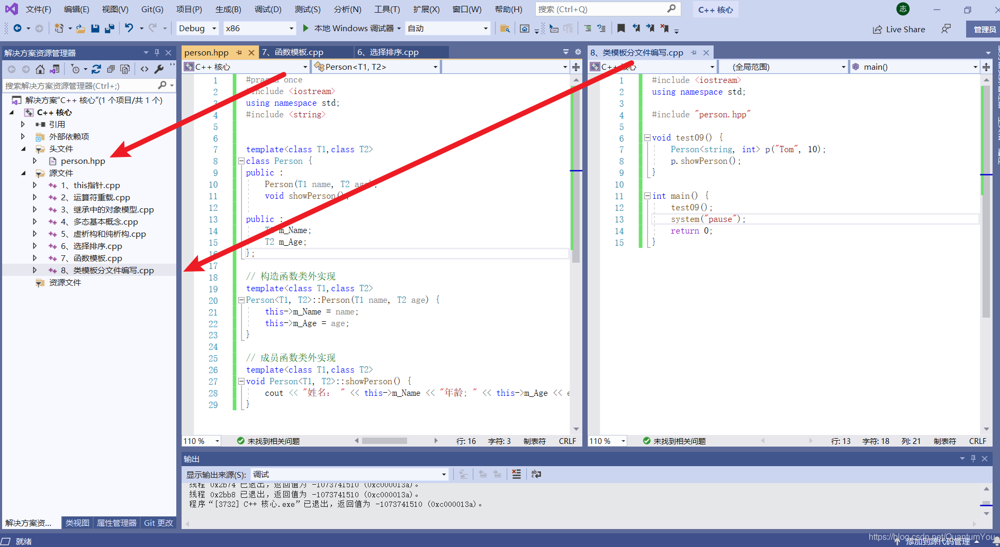 文件(F) 编辑(E) 视图(V) Git(G) 项目(P) 生成(B) 调试(D) 测试(S) 分析(N) 工具(T) 扩展(X) 窗口(W) 帮助(H) 搜索 (Ctrl+Q) C++ 核心 志
Debug x86 本地 Windows 调试器 自动 Live Share 管理员
解决方案资源管理器
搜索解决方案资源管理器(Ctrl+;)
解决方案"C++ 核心"(1 个项目/共 1 个)
C++ 核心
引用
外部依赖项
头文件
person.hpp
源文件
1、this指针.cpp
2、运算符重载.cpp
3、继承中的对象模型.cpp
4、多态基本概念.cpp
5、虚析构和纯析构.cpp
6、选择排序.cpp
7、函数模板.cpp
8、类模板分文件编写.cpp
资源文件
解决方案资... 类视图 属性管理器 Git 更改
person.hpp 7、函数模板.cpp 6、选择排序.cpp
C++ 核心 Person<T1, T2>
1 #pragma once
2 #include <iostream>
3 using namespace std;
4 #include <string>
5
6
7 template<class T1,class T2>
8 class Person {
9 public :
10 Person(T1 name, T2 age);
11 void showPerson();
12
13 public :
14 T1 m_Name;
15 T2 m_Age;
16 };
17
18 // 构造函数类外实现
19 template<class T1,class T2>
20 Person<T1, T2>::Person(T1 name, T2 age) {
21 this->m_Name = name;
22 this->m_Age = age;
23 }
24
25 // 成员函数类外实现
26 template<class T1,class T2>
27 void Person<T1, T2>::showPerson() {
28 cout << "姓名： " << this->m_Name << "年龄; " << this->m_Age << e
29 }
110 % 未找到相关问题 行: 16 字符: 3 制表符 CRLF
8、类模板分文件编写.cpp
C++ 核心 (全局范围) main()
1 #include <iostream>
2 using namespace std;
3
4 #include "person.hpp"
5
6 void test09() {
7 Person<string, int> p("Tom", 10);
8 p.showPerson();
9 }
10
11 int main() {
12 test09();
13 system("pause");
14 return 0;
15 }
110 % 未找到相关问题 行: 13 字符: 18 列: 21 制表符 CRLF
输出
显示输出来源(S): 调试
线程 0x2b74 已退出，返回值为 -1073741510 (0xc000013a)。
线程 0x2bb8 已退出，返回值为 -1073741510 (0xc000013a)。
程序“[3732] C++ 核心.exe”已退出，返回值为 -1073741510 (0xc000013a)。
就绪 添加到源代码管理
https://blog.csdn.net/QuantumYou